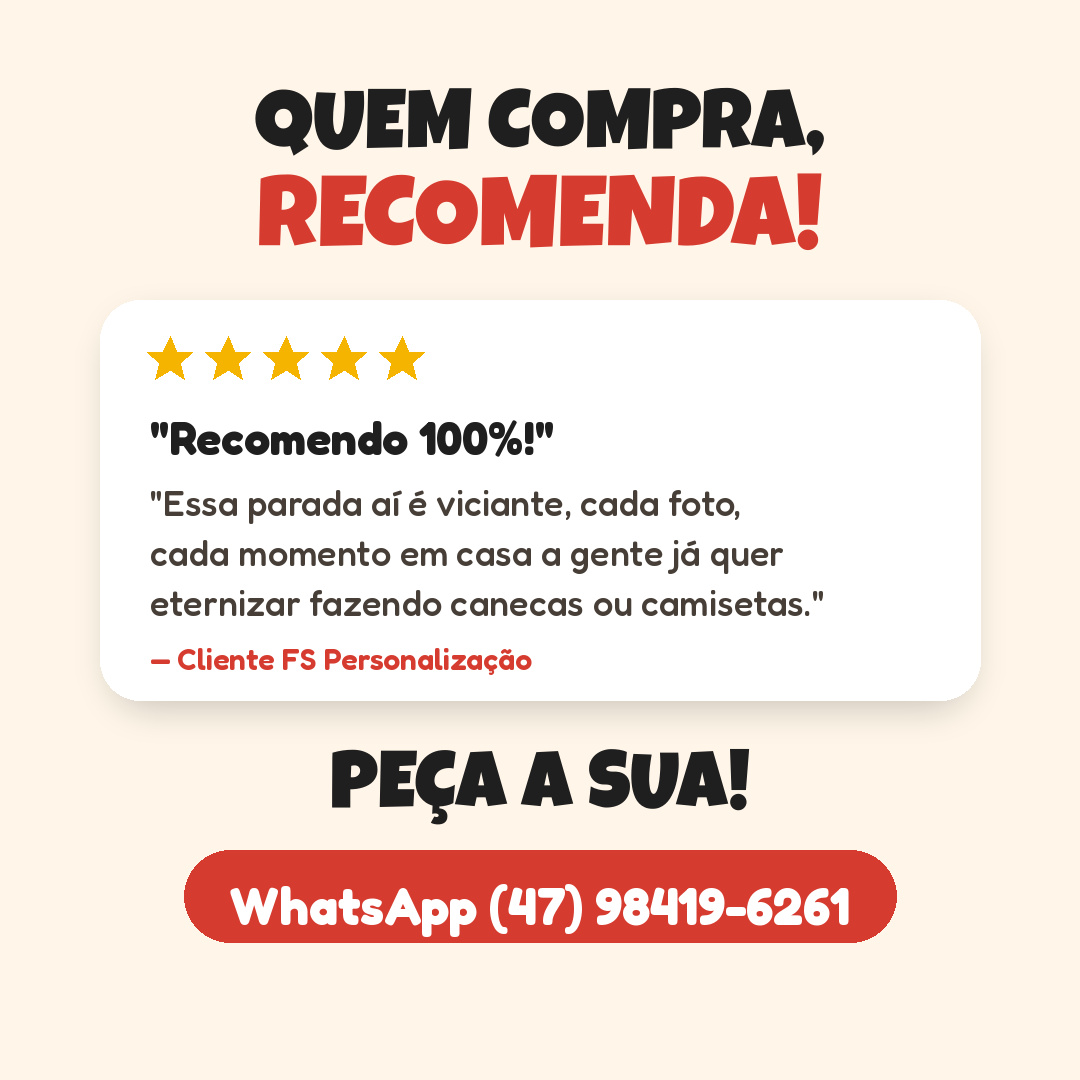 QUEM COMPRA,
RECOMENDA!
"Recomendo 100%!"
"Essa parada aí é viciante, cada foto,
cada momento em casa a gente já quer
eternizar fazendo canecas ou camisetas."
— Cliente FS Personalização
PEÇA A SUA!
WhatsApp (47) 98419-6261